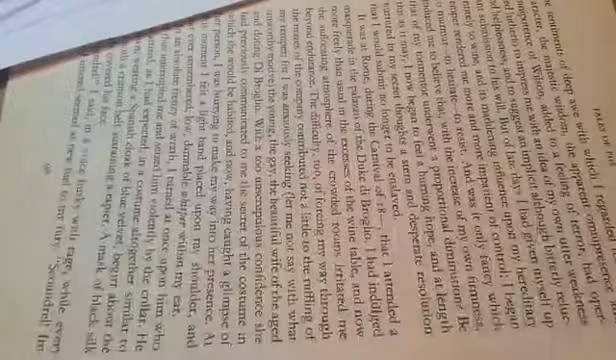 TALES OF
the sentiments of deep awe with which I regarded the
character, the majestic wisdom, the apparent omnipresence
omnipotence of Wilson, added to a feeling of terror, had oper-
ated hitherto to impress me with an idea of my own utter weakness
and helplessness, and to suggest an implicit although bitterly reluc-
tant submission to his will. But of late days I had given myself up
entirely to wine; and its maddening influence upon my hereditary
temper rendered me more and more impatient of control. I began
to murmur—to hesitate—to resist. And was it only fancy which
induced me to believe that, with the increase of my own firmness,
that of my tormentor underwent a proportional diminution? Be
this as it may, I now began to feel a burning hope, and at length
nurtured in my secret thoughts a stern and desperate resolution
that I would submit no longer to be enslaved.
It was at Rome, during the Carnival of 18—, that I attended a
masquerade in the palazzo of the Duke di Broglio. I had indulged
more freely than usual in the excesses of the wine table, and now
the suffocating atmosphere of the crowded rooms irritated me
beyond endurance. The difficulty, too, of forcing my way through
the mazes of the company contributed not a little to the ruffling of
my temper; for I was anxiously seeking (let me not say with what
unworthy motive) the young, the gay, the beautiful wife of the aged
and doting Di Broglio. With a too unscrupulous confidence she
had previously communicated to me the secret of the costume in
which she would be habited, and now, having caught a glimpse of
her person, I was hurrying to make my way into her presence. At
this moment I felt a light hand placed upon my shoulder, and
that ever remembered, low, damnable whisper within my ear.
In an absolute frenzy of wrath, I turned at once upon him who
had thus interrupted me, and seized him violently by the collar. He
was attired, as I had expected, in a costume altogether similar to
my own; wearing a Spanish cloak of blue velvet, begirt about the
waist with a crimson belt sustaining a rapier. A mask of black silk
covered his face.
I said, in a voice husky with rage, while every
I uttered seemed as new fuel to my fury; "Scoundrel! Im
98